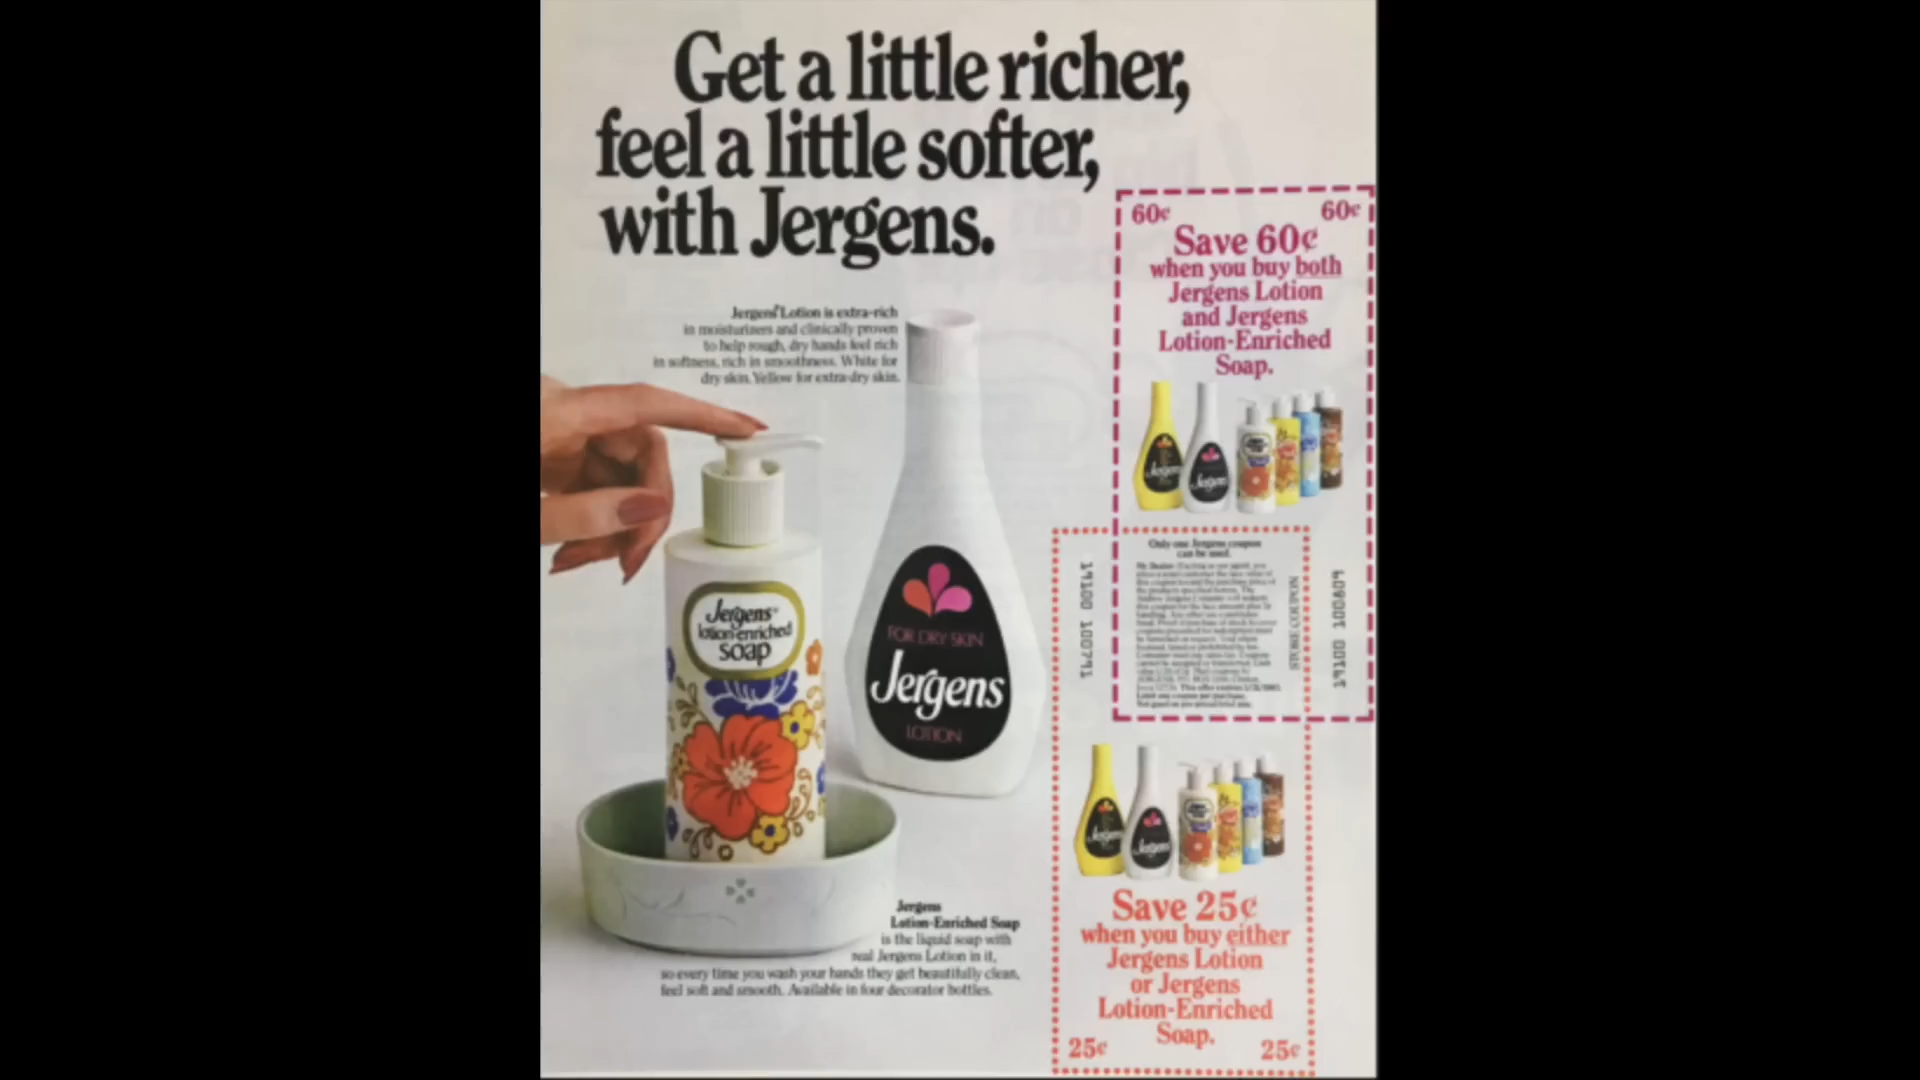 Get a little richer,
feel a little softer,
with Jergens.
Jergens® Lotion is extra-rich
in moisturizers and clinically proven
to help rough, dry hands feel rich
in softness, rich in smoothness. White for
dry skin. Yellow for extra-dry skin.
Jergens®
lotion-enriched
soap
FOR DRY SKIN
Jergens
LOTION
Jergens
Lotion-Enriched Soap
is the liquid soap with
real Jergens Lotion in it,
so every time you wash your hands they get beautifully clean,
feel soft and smooth. Available in four decorator bottles.
60¢ 60¢
Save 60¢
when you buy both
Jergens Lotion
and Jergens
Lotion-Enriched
Soap.
Jergens
Jergens
Only one Jergens coupon
can be used.
STORE COUPON
19100 100791
19100 100809
Jergens
Jergens
Save 25¢
when you buy either
Jergens Lotion
or Jergens
Lotion-Enriched
Soap.
25¢ 25¢